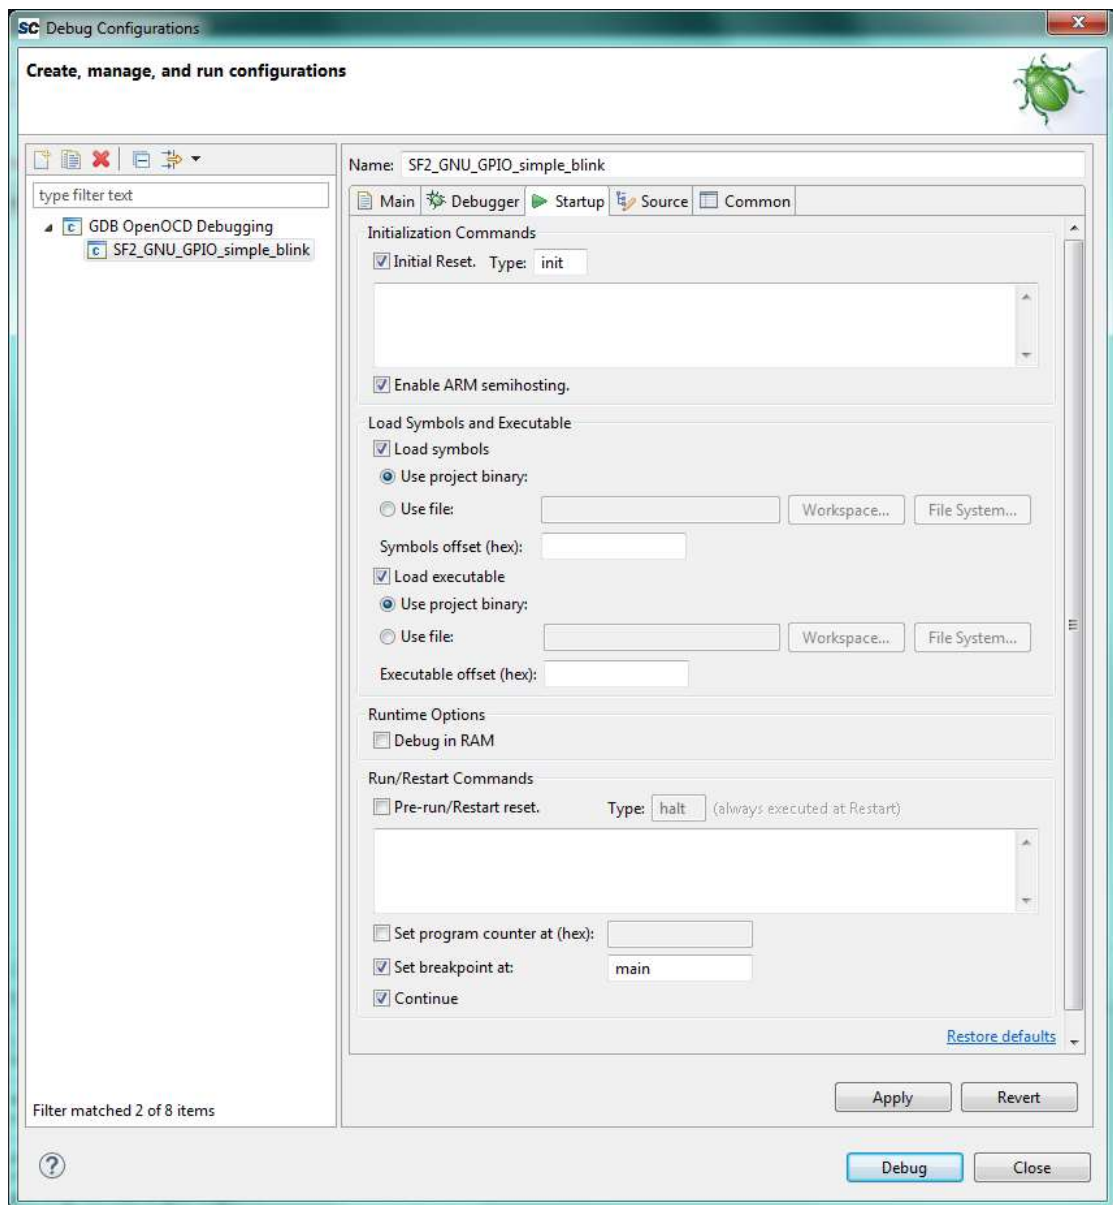 SC Debug Configurations
Create, manage, and run configurations
type filter text
GDB OpenOCD Debugging
SF2_GNU_GPIO_simple_blink
Filter matched 2 of 8 items
Name: SF2_GNU_GPIO_simple_blink
Main Debugger Startup Source Common
Initialization Commands
Initial Reset. Type: init
Enable ARM semihosting.
Load Symbols and Executable
Load symbols
Use project binary:
Use file: Workspace... File System...
Symbols offset (hex):
Load executable
Use project binary:
Use file: Workspace... File System...
Executable offset (hex):
Runtime Options
Debug in RAM
Run/Restart Commands
Pre-run/Restart reset. Type: halt (always executed at Restart)
Set program counter at (hex):
Set breakpoint at: main
Continue
Restore defaults
Apply Revert
Debug Close